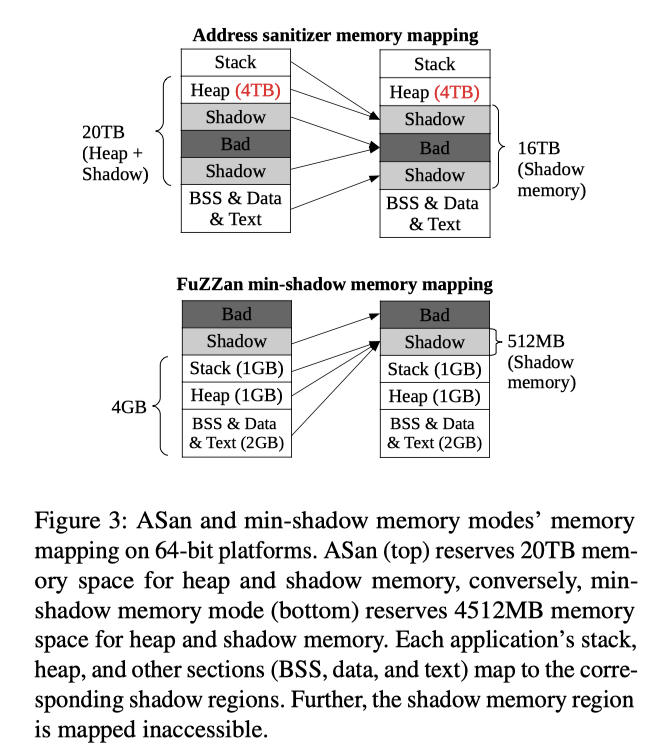 Address sanitizer memory mapping
Stack
Heap (4TB)
Shadow
Bad
Shadow
BSS & Data
& Text
20TB
(Heap +
Shadow)
Stack
Heap (4TB)
Shadow
Bad
Shadow
BSS & Data
& Text
16TB
(Shadow
memory)
FuZZan min-shadow memory mapping
Bad
Shadow
Stack (1GB)
Heap (1GB)
BSS & Data
& Text (2GB)
4GB
Bad
Shadow
Stack (1GB)
Heap (1GB)
BSS & Data
& Text (2GB)
512MB
(Shadow
memory)
Figure 3: ASan and min-shadow memory modes’ memory
mapping on 64-bit platforms. ASan (top) reserves 20TB mem-
ory space for heap and shadow memory, conversely, min-
shadow memory mode (bottom) reserves 4512MB memory
space for heap and shadow memory. Each application’s stack,
heap, and other sections (BSS, data, and text) map to the corre-
sponding shadow regions. Further, the shadow memory region
is mapped inaccessible.